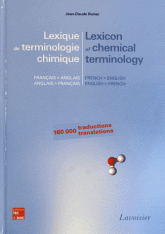 Jean-Claude Richer
Lexique
de terminologie
chimique
Lexicon
of chemical
terminology
FRANÇAIS • ANGLAIS
ANGLAIS • FRANÇAIS
FRENCH • ENGLISH
ENGLISH • FRENCH
160 000 traductions
translations
Lavoisier